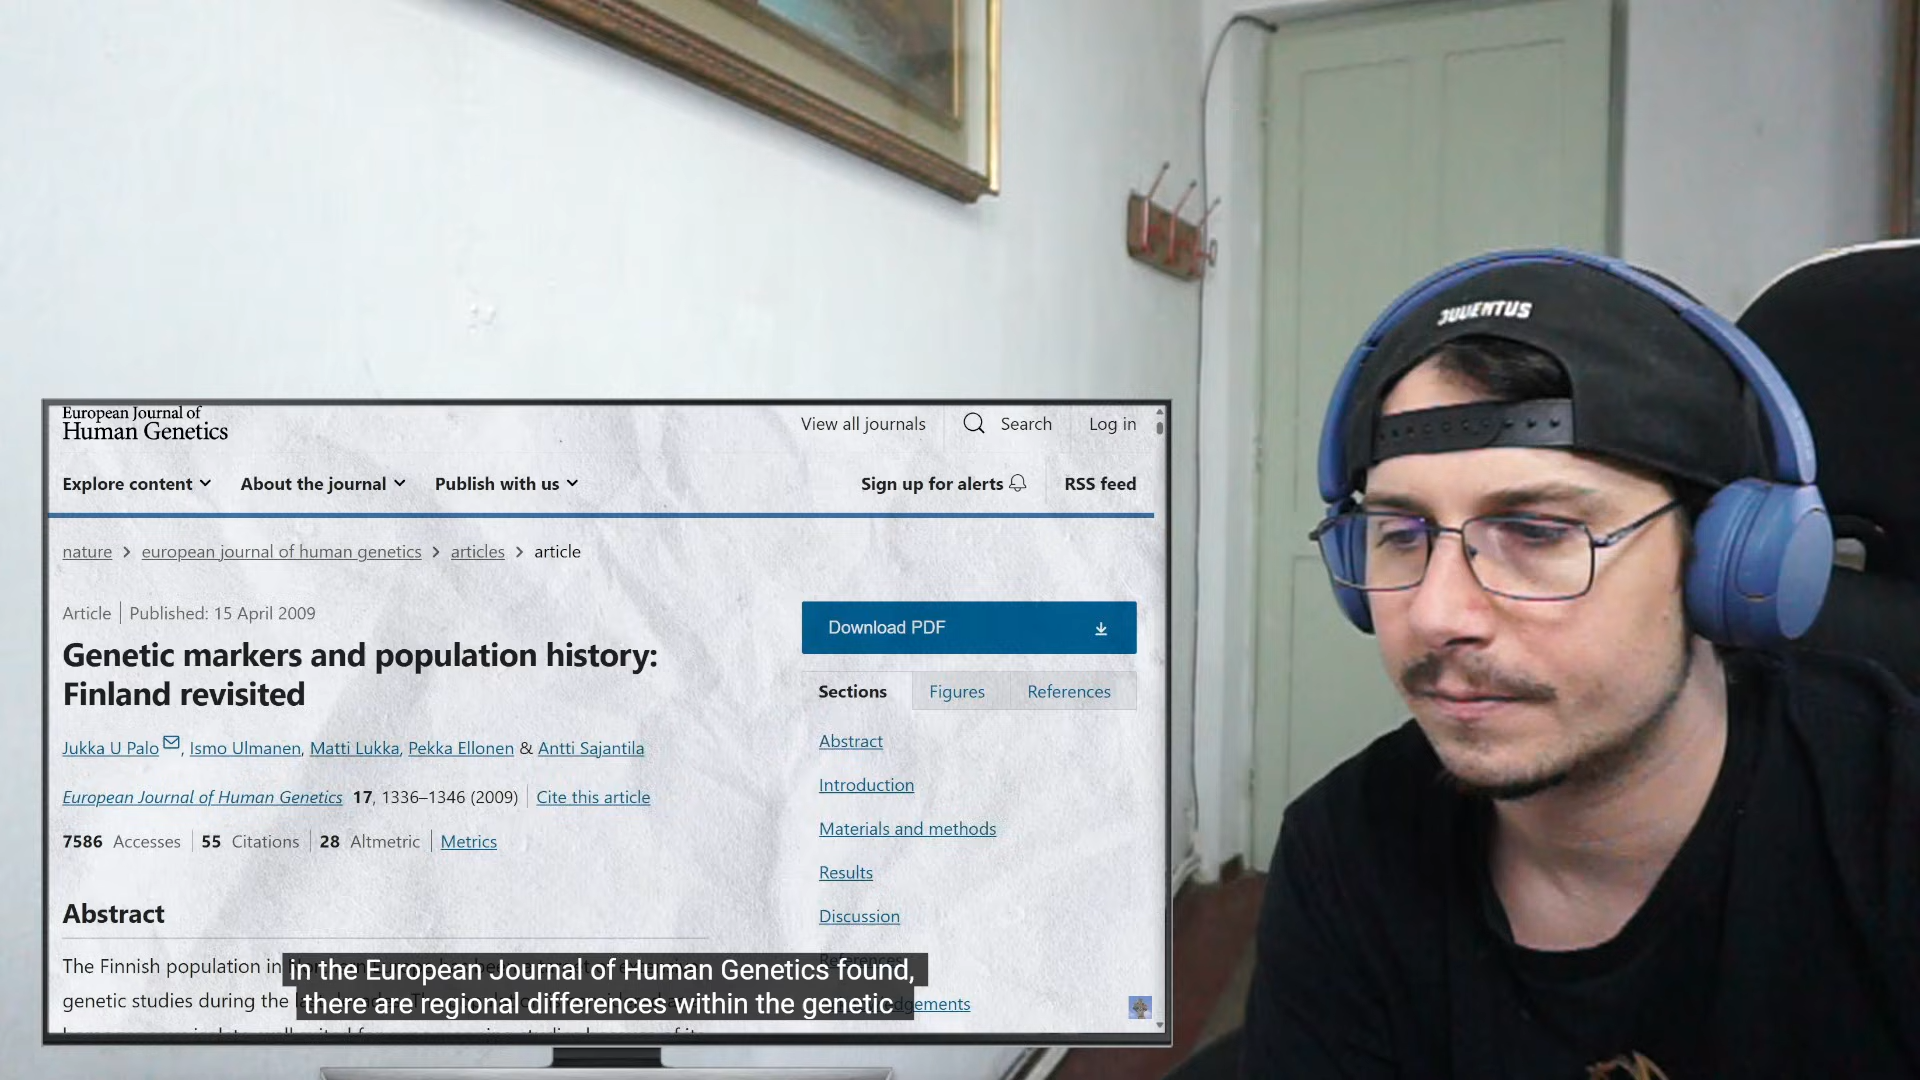 JUVENTUS
European Journal of
Human Genetics
View all journals
Search
Log in
Explore content
About the journal
Publish with us
Sign up for alerts
RSS feed
nature > european journal of human genetics > articles > article
Article | Published: 15 April 2009
Genetic markers and population history:
Finland revisited
Jukka U Palo, Ismo Ulmanen, Matti Lukka, Pekka Ellonen & Antti Sajantila
European Journal of Human Genetics 17, 1336–1346 (2009) | Cite this article
7586 Accesses | 55 Citations | 28 Altmetric | Metrics
Abstract
The Finnish population in
genetic studies during the
Download PDF
Sections
Figures
References
Abstract
Introduction
Materials and methods
Results
Discussion
in the European Journal of Human Genetics found,
there are regional differences within the genetic